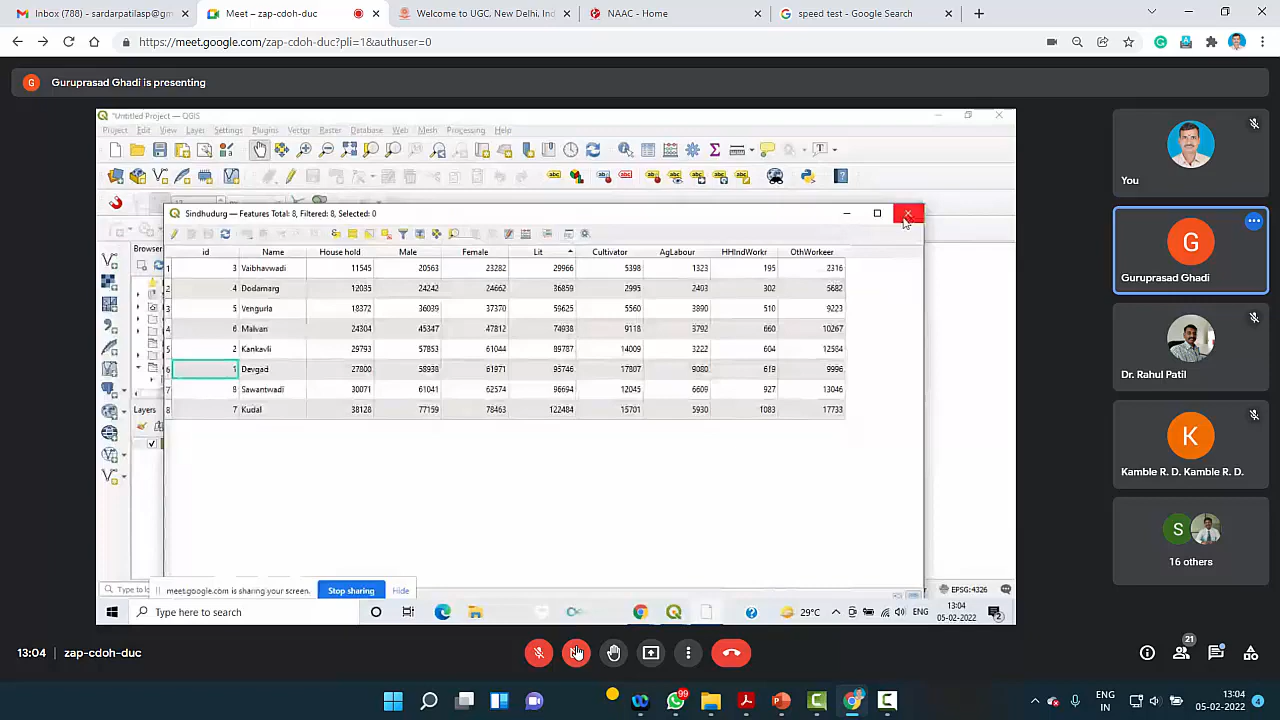 Inbox (788) - sardarpatilasp@gm
Meet – zap-cdoh-duc
Welcome to UGC, New Delhi, Ind
NAAC - Home
speed test - Google Search
https://meet.google.com/zap-cdoh-duc?pli=1&authuser=0
G Guruprasad Ghadi is presenting
*Untitled Project — QGIS
Project Edit View Layer Settings Plugins Vector Raster Database Web Mesh Processing Help
Sindhudurg — Features Total: 8, Filtered: 8, Selected: 0
Browser
id Name House hold Male Female Lit Cultivator AgLabour HHIndWorkr OthWorkeer
1 3 Vaibhavwadi 11545 20563 23282 29966 5398 1323 195 2316
2 4 Dodamarg 12035 24242 24662 36859 2995 2403 302 5682
3 5 Vengurla 18372 36039 37370 59625 5560 3890 510 9223
4 6 Malvan 24304 45347 47812 74938 9118 3792 660 10267
5 2 Kankavli 29793 57853 61044 89787 14009 3222 604 12584
6 1 Devgad 27800 58938 61971 95746 17807 9080 619 9996
7 8 Sawantwadi 30071 61041 62574 96694 12045 6609 927 13046
8 7 Kudal 38128 77159 78463 122484 15701 5930 1083 17733
Layers
Type to
meet.google.com is sharing your screen. Stop sharing Hide
EPSG:4326
Type here to search
29°C
ENG
13:04
05-02-2022
2
You
G
Guruprasad Ghadi
Dr. Rahul Patil
K
Kamble R. D. Kamble R. D.
S
16 others
13:04 zap-cdoh-duc
21
99
ENG
IN
13:04
05-02-2022
4